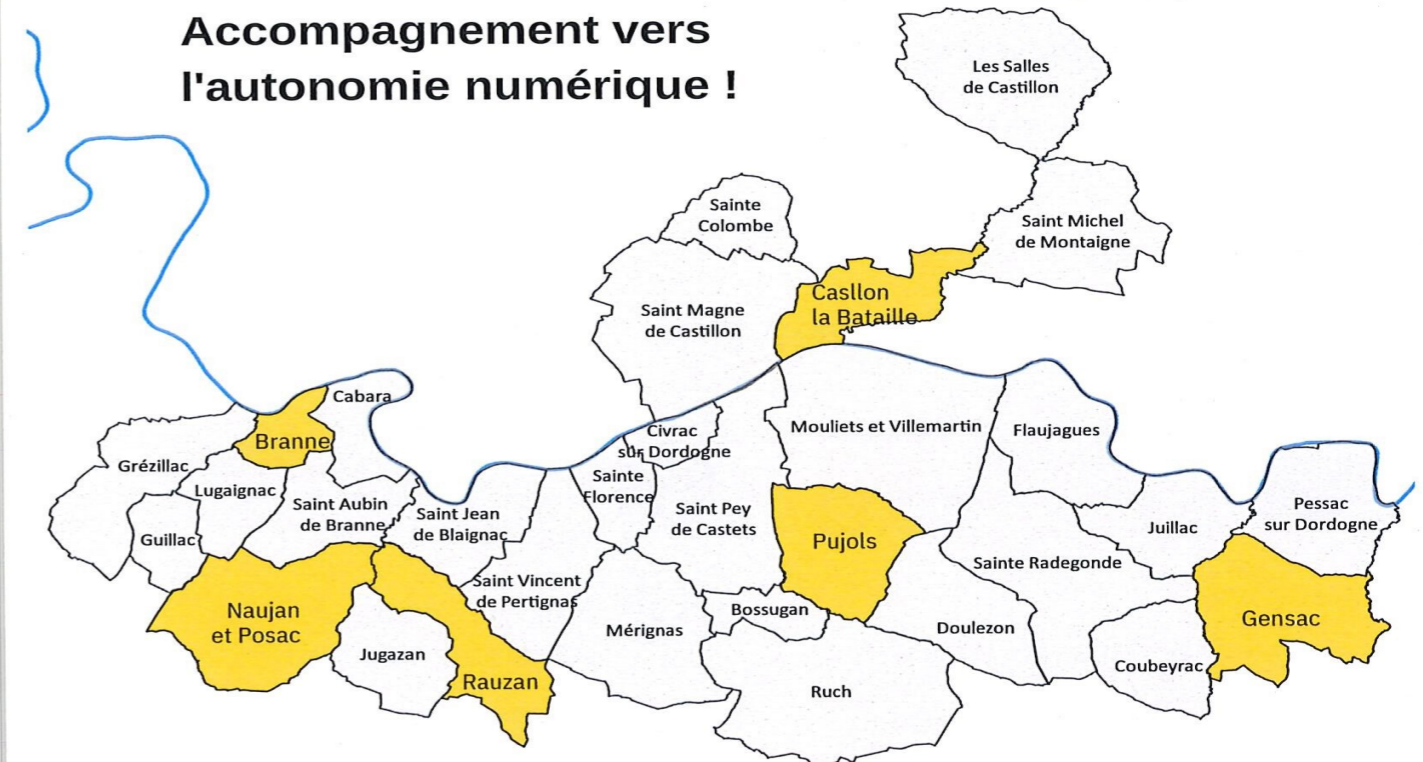 Accompagnement vers
l'autonomie numérique !
Les Salles
de Castillon
Sainte
Colombe
Saint Michel
de Montaigne
Saint Magne
de Castillon
Casllon
la Bataille
Cabara
Branne
Civrac
sur Dordogne
Mouliets et Villemartin
Flaujagues
Grézillac
Lugaignac
Saint Aubin
de Branne
Sainte
Florence
Saint Pey
de Castets
Saint Jean
de Blaignac
Guillac
Pujols
Juillac
Pessac
sur Dordogne
Sainte Radegonde
Saint Vincent
de Pertignas
Naujan
et Posac
Bossugan
Mérignas
Doulezon
Gensac
Jugazan
Rauzan
Ruch
Coubeyrac